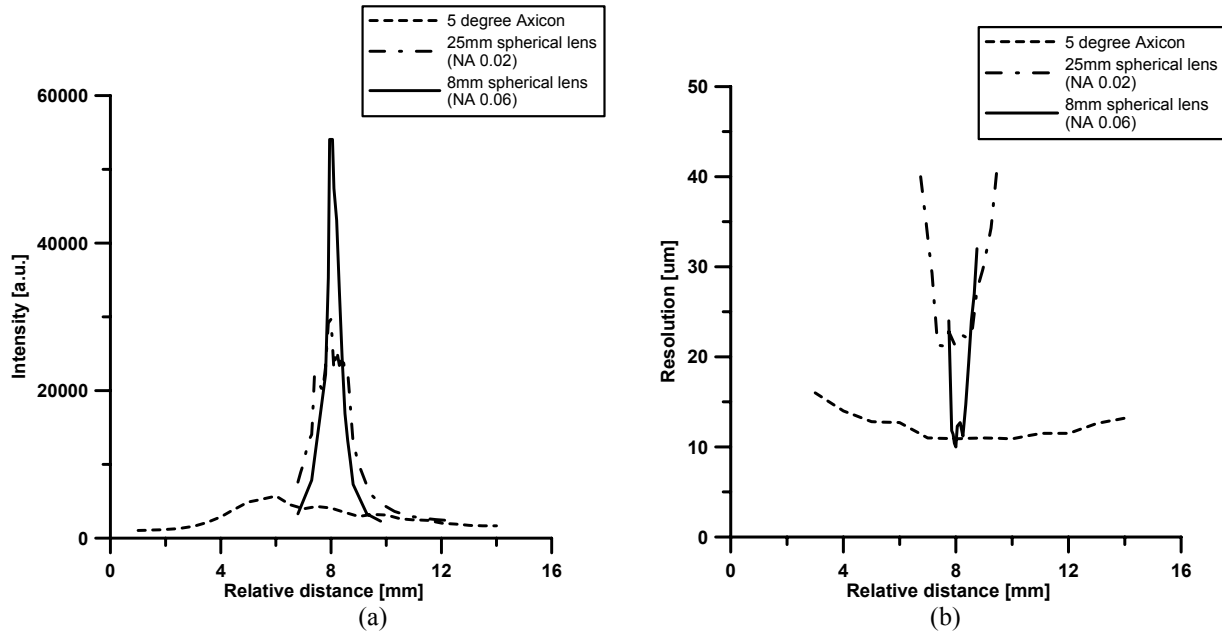 5 degree Axicon
25mm spherical lens
(NA 0.02)
8mm spherical lens
(NA 0.06)
60000
40000
20000
0
Intensity [a.u.]
0 4 8 12 16
Relative distance [mm]
(a)
5 degree Axicon
25mm spherical lens
(NA 0.02)
8mm spherical lens
(NA 0.06)
50
40
30
20
10
0
Resolution [um]
0 4 8 12 16
Relative distance [mm]
(b)